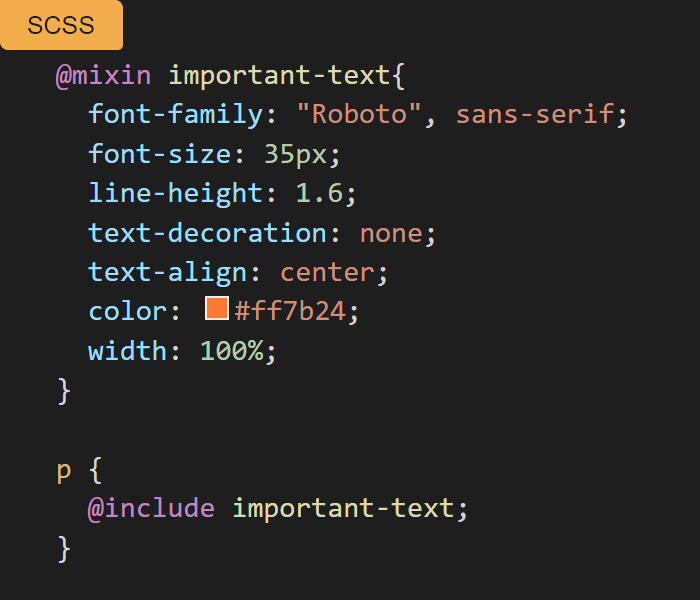 SCSS
@mixin important-text{
font-family: "Roboto", sans-serif;
font-size: 35px;
line-height: 1.6;
text-decoration: none;
text-align: center;
color: #ff7b24;
width: 100%;
}
p {
@include important-text;
}